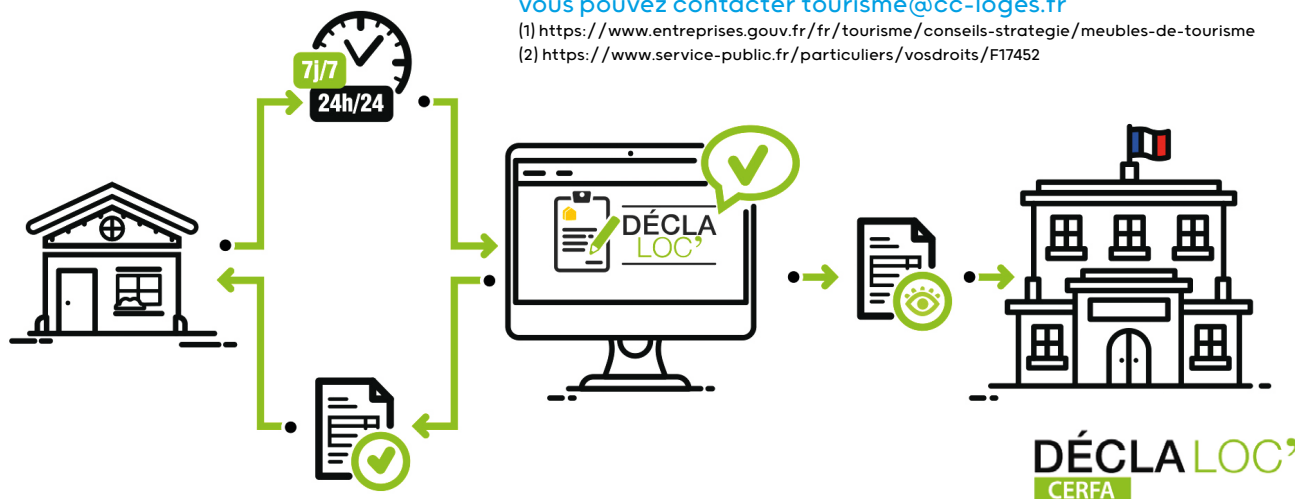 vous pouvez contacter tourisme@cc-loges.fr
(1) https://www.entreprises.gouv.fr/fr/tourisme/conseils-strategie/meubles-de-tourisme
(2) https://www.service-public.fr/particuliers/vosdroits/F17452
7j/7
24h/24
DÉCLA
LOC’
DÉCLA LOC’
CERFA